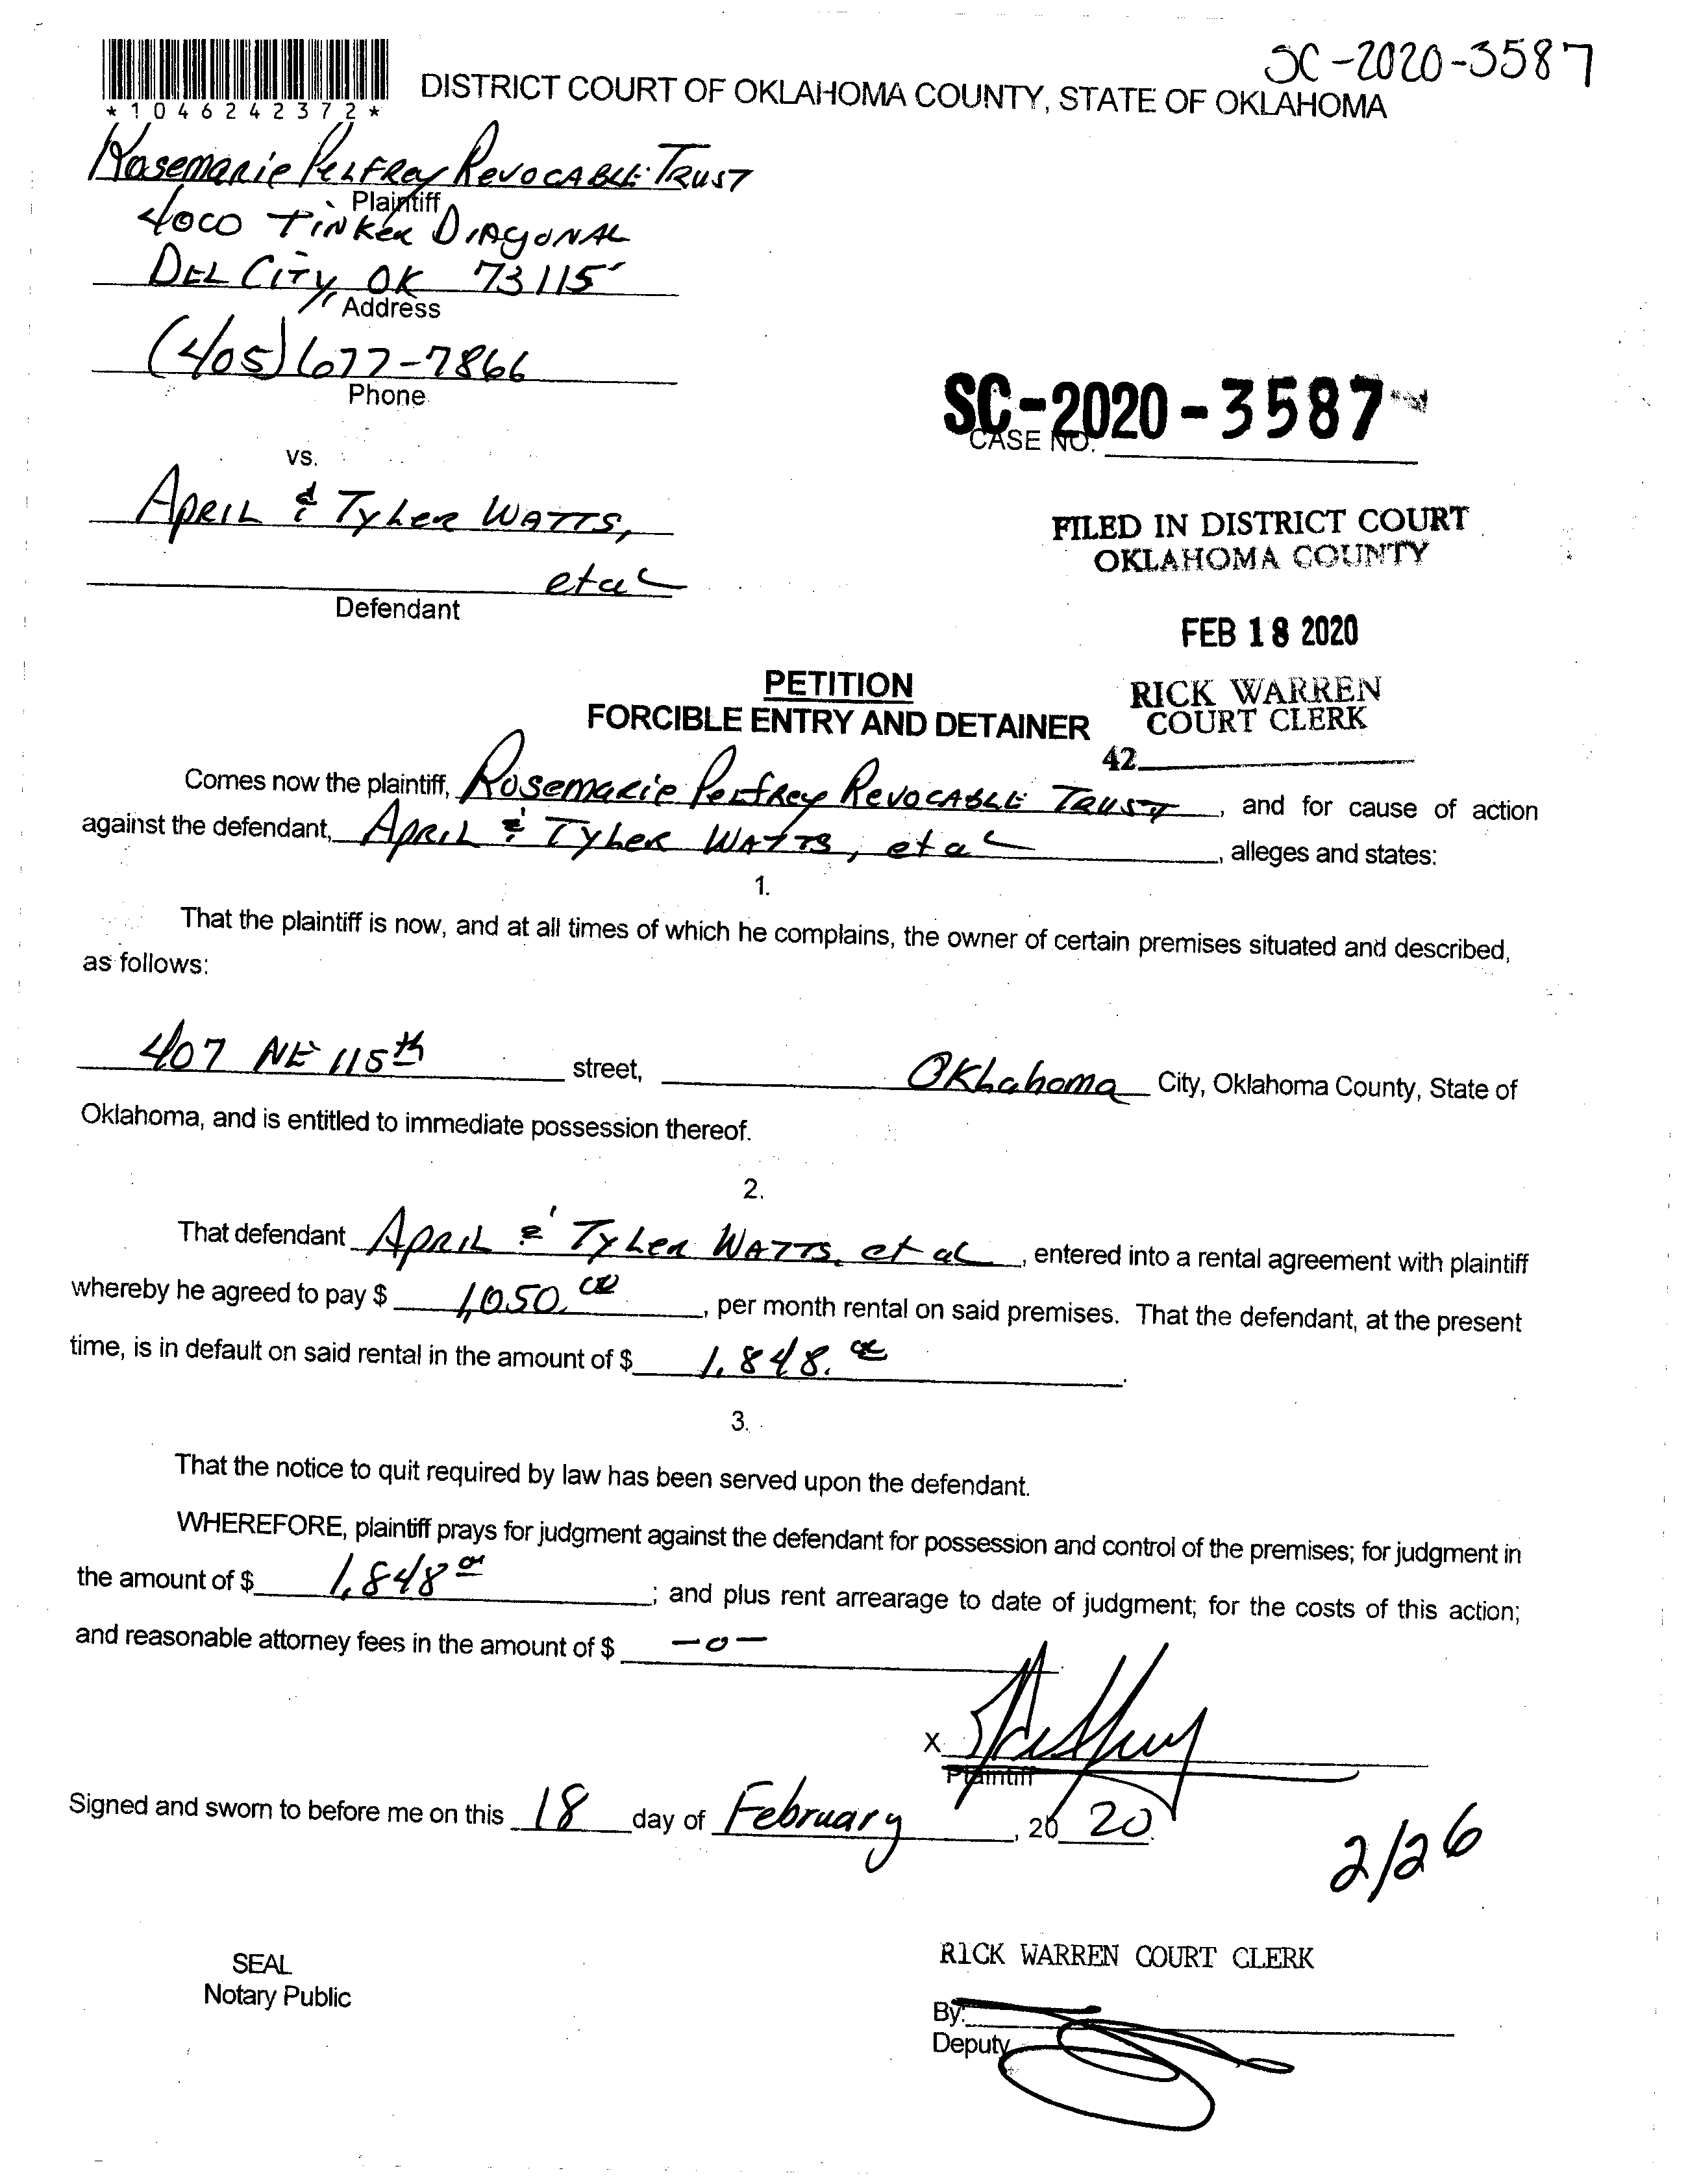 SC-2020-3587
*1046242372*
DISTRICT COURT OF OKLAHOMA COUNTY, STATE OF OKLAHOMA
Rosemarie Pelfrey Revocable Trust
Plaintiff
4000 Tinker Diagonal
Del City, OK 73115
Address
(405) 677-7866
Phone
SC-2020-3587
CASE NO.
vs.
April & Tyler Watts,
et al
Defendant
FILED IN DISTRICT COURT
OKLAHOMA COUNTY
FEB 18 2020
RICK WARREN
COURT CLERK
42
PETITION
FORCIBLE ENTRY AND DETAINER
Comes now the plaintiff, Rosemarie Pelfrey Revocable Trust, and for cause of action
against the defendant, April & Tyler Watts, et al, alleges and states:
1.
That the plaintiff is now, and at all times of which he complains, the owner of certain premises situated and described,
as follows:
407 NE 115th street, Oklahoma City, Oklahoma County, State of
Oklahoma, and is entitled to immediate possession thereof.
2.
That defendant April & Tyler Watts, et al, entered into a rental agreement with plaintiff
whereby he agreed to pay $ 1,050.00, per month rental on said premises. That the defendant, at the present
time, is in default on said rental in the amount of $ 1,848.00.
3.
That the notice to quit required by law has been served upon the defendant.
WHEREFORE, plaintiff prays for judgment against the defendant for possession and control of the premises; for judgment in
the amount of $ 1,848 00; and plus rent arrearage to date of judgment; for the costs of this action;
and reasonable attorney fees in the amount of $ -0-
X
Plaintiff
Signed and sworn to before me on this 18 day of February, 20 20.
2/26
SEAL
Notary Public
RICK WARREN COURT CLERK
By:
Deputy